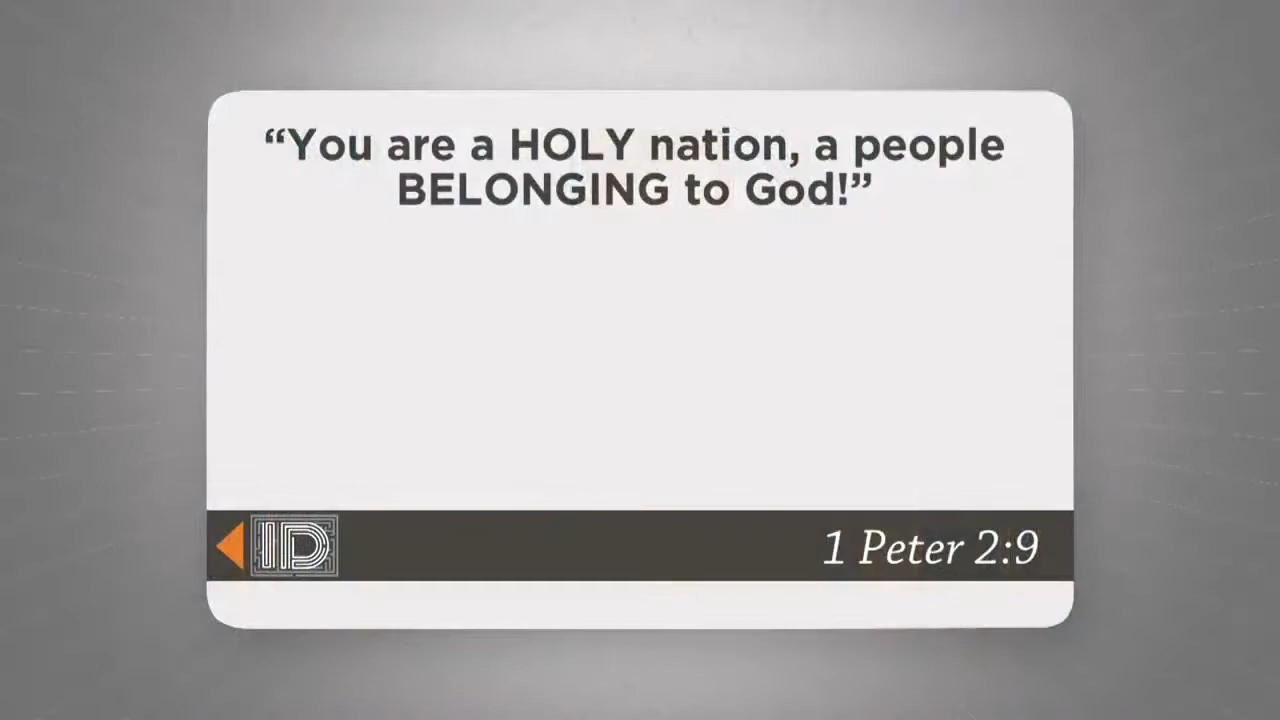 “You are a HOLY nation, a people
BELONGING to God!”
ID
1 Peter 2:9